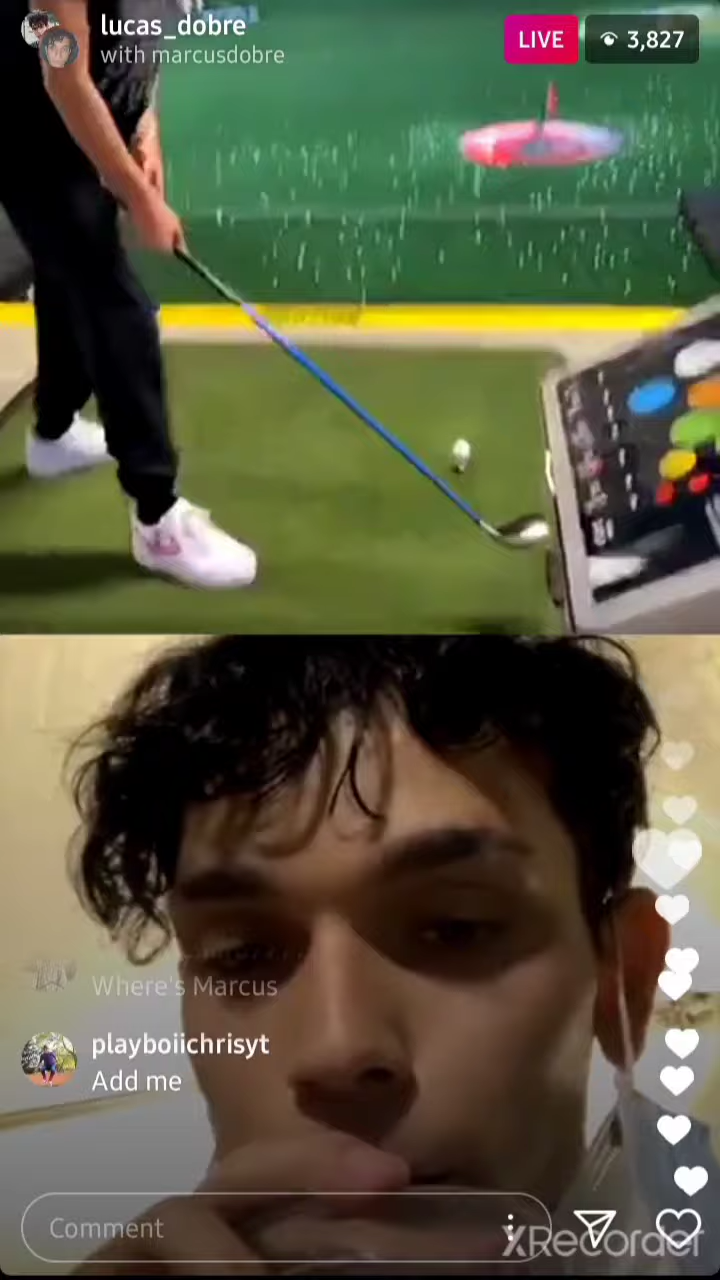 lucas_dobre
with marcusdobre
LIVE
3,827
Where's Marcus
playboiichrisyt
Add me
Comment
XRecorder